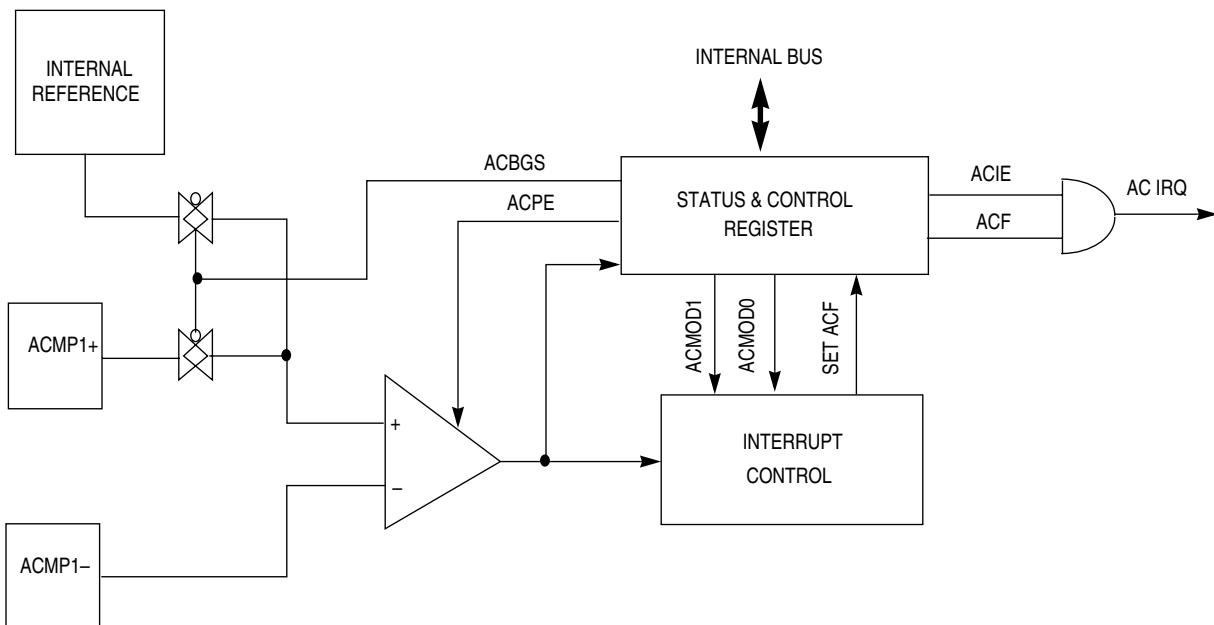 INTERNAL
REFERENCE
INTERNAL BUS
ACBGS
ACPE
STATUS & CONTROL
REGISTER
ACIE
ACF
AC IRQ
ACMP1+
ACMOD1
ACMOD0
SET ACF
+
–
INTERRUPT
CONTROL
ACMP1–